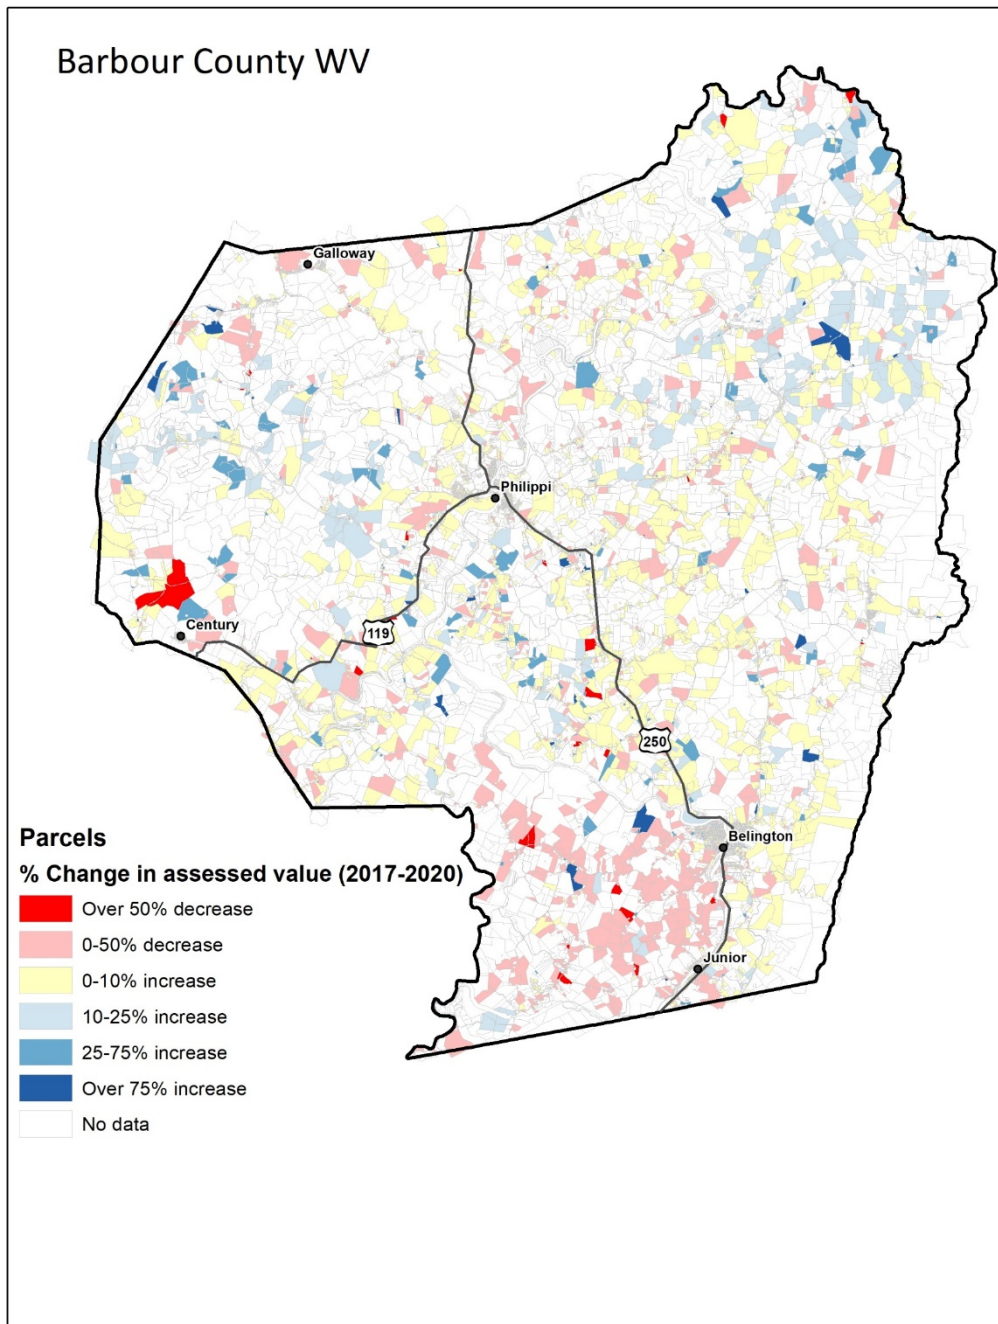 Barbour County WV
Galloway
Philippi
Century
119
250
Belington
Junior
Parcels
% Change in assessed value (2017-2020)
Over 50% decrease
0-50% decrease
0-10% increase
10-25% increase
25-75% increase
Over 75% increase
No data